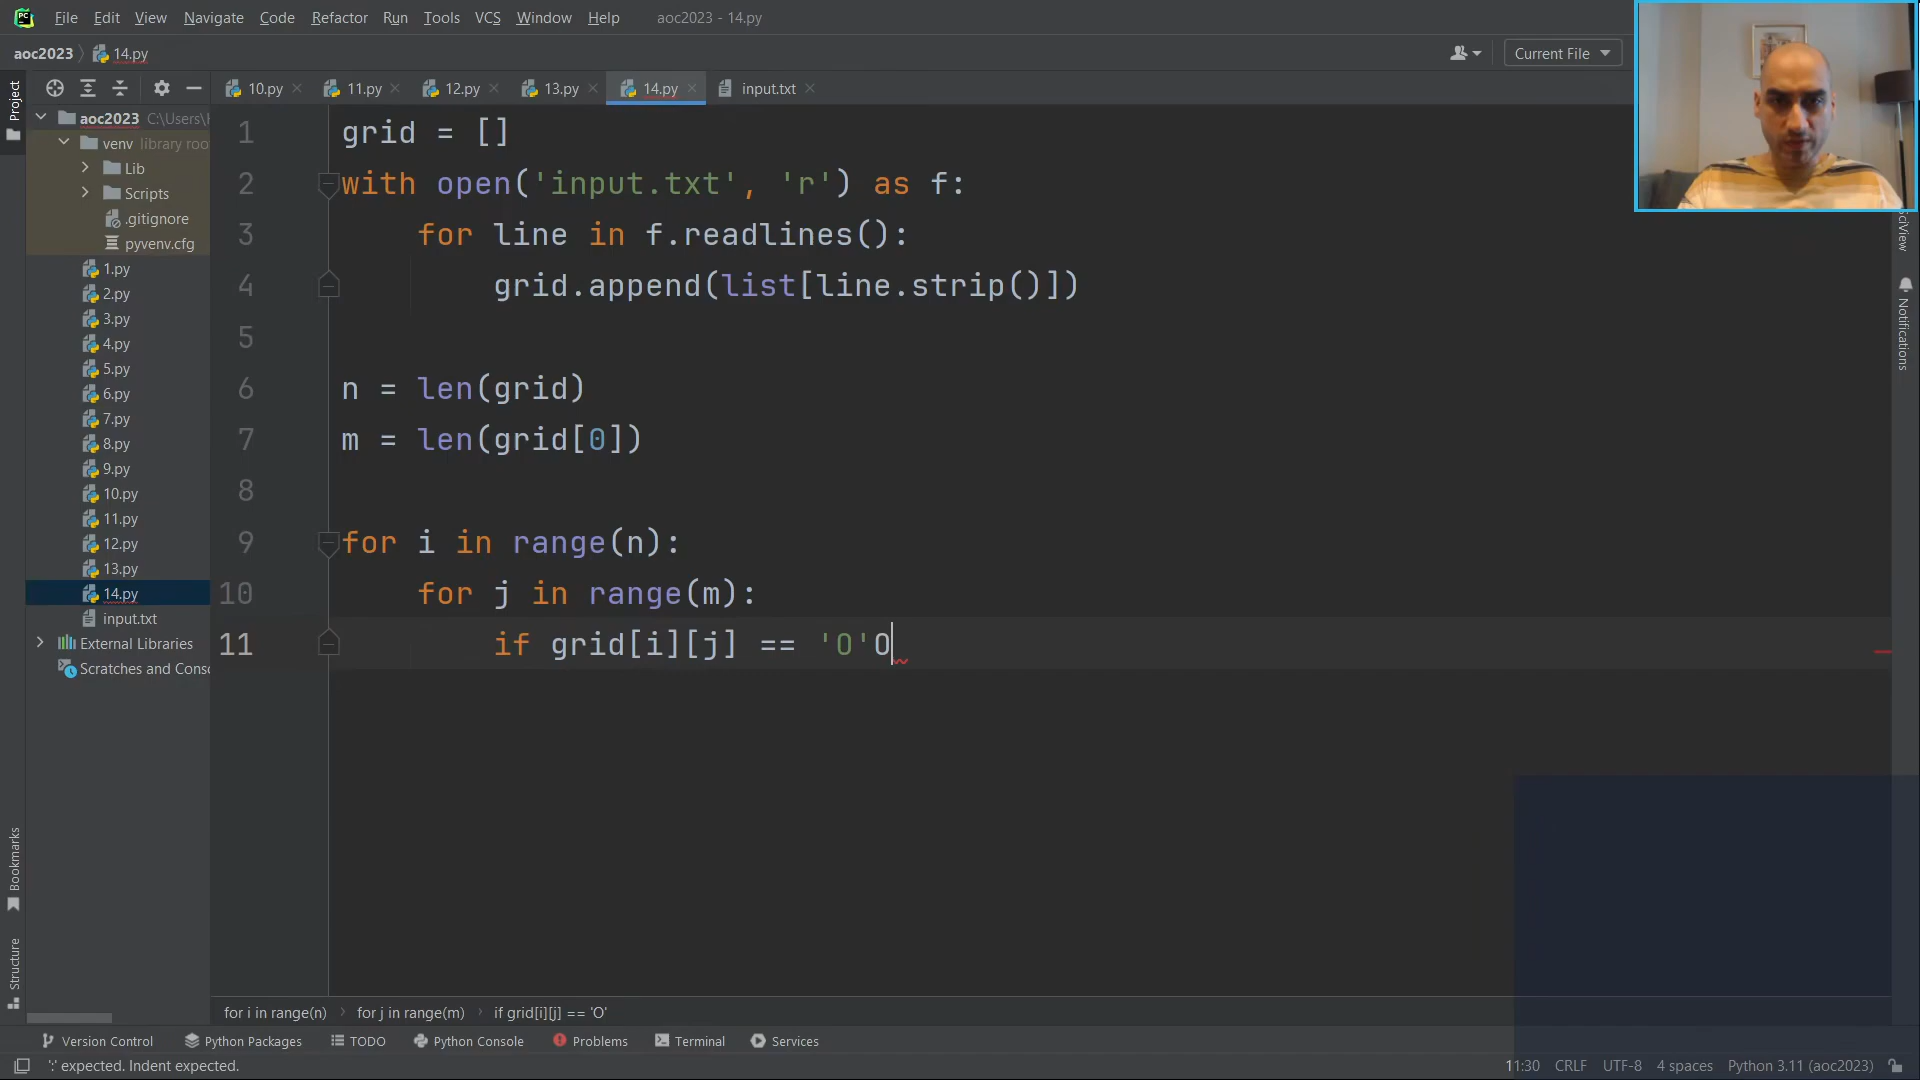 File Edit View Navigate Code Refactor Run Tools VCS Window Help aoc2023 - 14.py
aoc2023 14.py
Current File
Project
10.py
11.py
12.py
13.py
14.py
input.txt
aoc2023 C:\Users\
venv library roo
Lib
Scripts
.gitignore
pyvenv.cfg
1.py
2.py
3.py
4.py
5.py
6.py
7.py
8.py
9.py
10.py
11.py
12.py
13.py
14.py
input.txt
External Libraries
Scratches and Conso
1 grid = []
2 with open('input.txt', 'r') as f:
3 for line in f.readlines():
4 grid.append(list[line.strip()])
5
6 n = len(grid)
7 m = len(grid[0])
8
9 for i in range(n):
10 for j in range(m):
11 if grid[i][j] == 'O'O
SciView
Notifications
Bookmarks
Structure
for i in range(n) for j in range(m) if grid[i][j] == 'O'
Version Control Python Packages TODO Python Console Problems Terminal Services
':' expected. Indent expected.
11:30 CRLF UTF-8 4 spaces Python 3.11 (aoc2023)